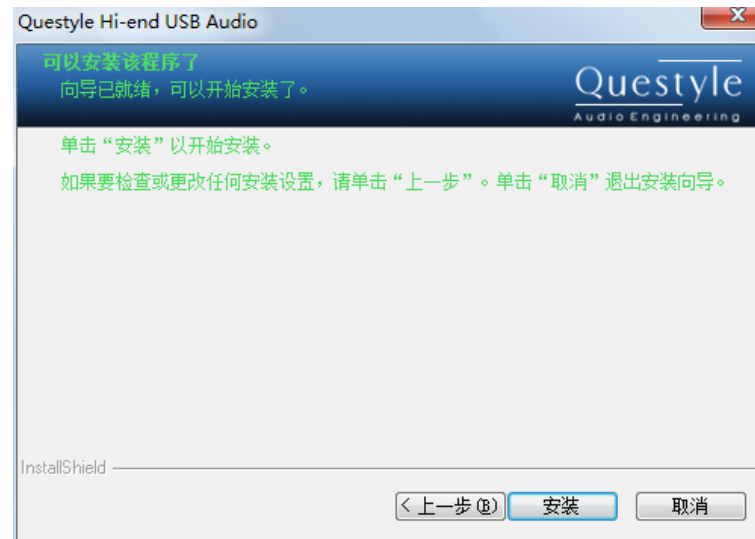 Questyle Hi-end USB Audio
可以安装该程序了
向导已就绪，可以开始安装了。
Questyle
Audio Engineering
单击“安装”以开始安装。
如果要检查或更改任何安装设置，请单击“上一步”。单击“取消”退出安装向导。
InstallShield
< 上一步(B) 安装 取消